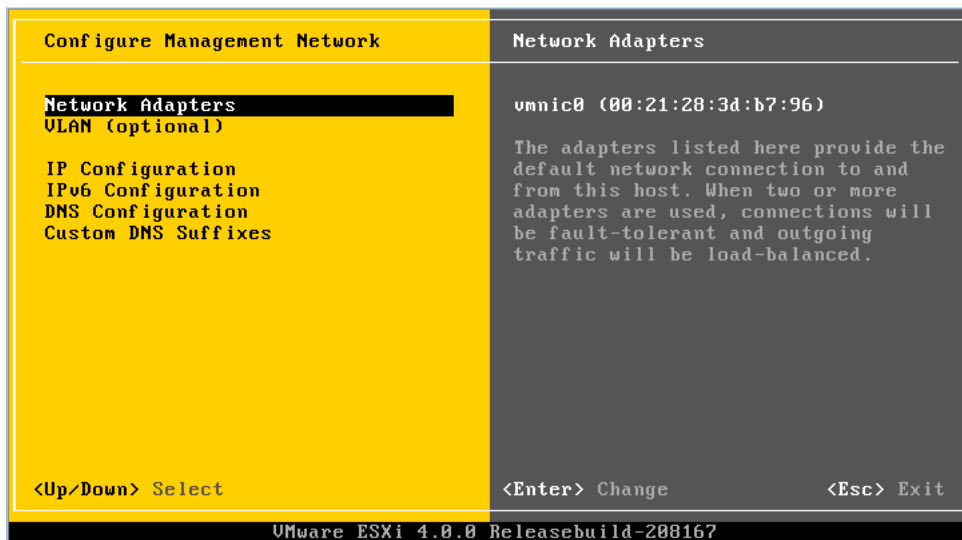 Configure Management Network
Network Adapters
Network Adapters
VLAN (optional)
IP Configuration
IPv6 Configuration
DNS Configuration
Custom DNS Suffixes
vmnic0 (00:21:28:3d:b7:96)
The adapters listed here provide the
default network connection to and
from this host. When two or more
adapters are used, connections will
be fault-tolerant and outgoing
traffic will be load-balanced.
<Up/Down> Select
<Enter> Change
<Esc> Exit
VMware ESXi 4.0.0 Releasebuild-208167